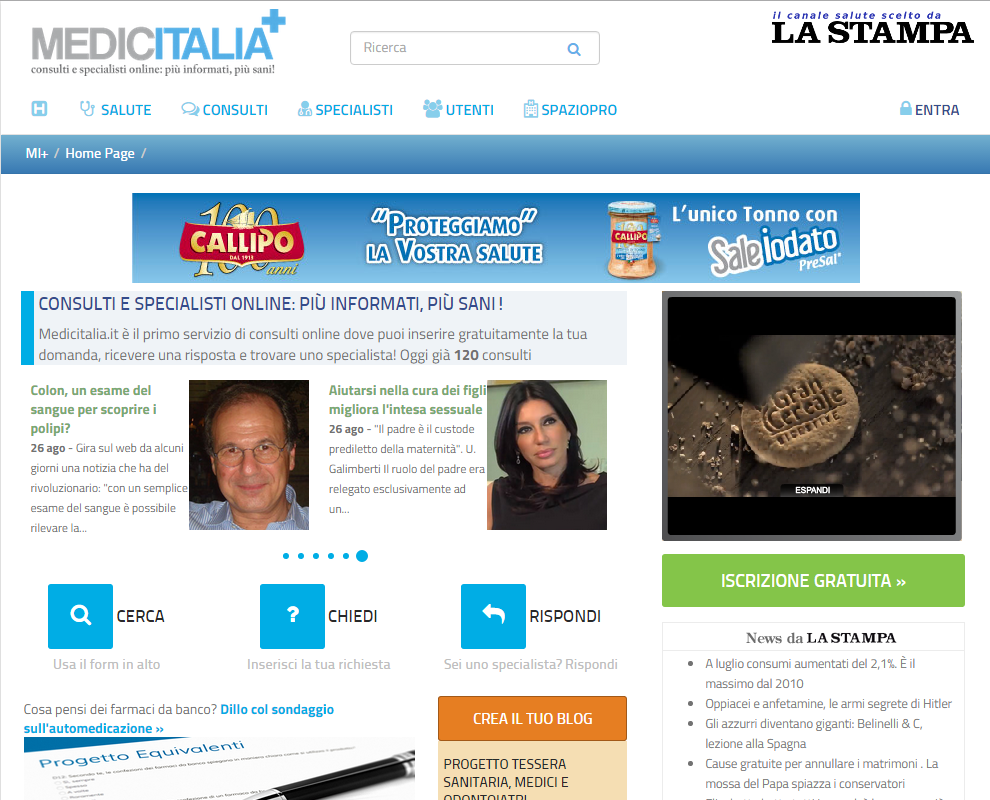 MEDICITALIA
consulti e specialisti online: più informati, più sani!
Ricerca
il canale salute scelto da
LA STAMPA
SALUTE
CONSULTI
SPECIALISTI
UTENTI
SPAZIOPRO
ENTRA
MI+ / Home Page /
100
CALLIPO
DAL 1913
anni
"PROTEGGIAMO"
LA VOSTRA SALUTE
CALLIPO
L'UNICO TONNO CON
Sale iodato
PreSal*
CONSULTI E SPECIALISTI ONLINE: PIÙ INFORMATI, PIÙ SANI !
Medicitalia.it è il primo servizio di consulti online dove puoi inserire gratuitamente la tua
domanda, ricevere una risposta e trovare uno specialista! Oggi già 120 consulti
Colon, un esame del
sangue per scoprire i
polipi?
26 ago - Gira sul web da alcuni
giorni una notizia che ha del
rivoluzionario: "con un semplice
esame del sangue è possibile
rilevare la...
Aiutarsi nella cura dei figli
migliora l'intesa sessuale
26 ago - "Il padre è il custode
prediletto della maternità". U.
Galimberti Il ruolo del padre era
relegato esclusivamente ad
un...
Gran
Cereale
DIGESTIVE
ESPANDI
CERCA
Usa il form in alto
? CHIEDI
Inserisci la tua richiesta
RISPONDI
Sei uno specialista? Rispondi
ISCRIZIONE GRATUITA »
News da LA STAMPA
A luglio consumi aumentati del 2,1%. È il
massimo dal 2010
Oppiacei e anfetamine, le armi segrete di Hitler
Gli azzurri diventano giganti: Belinelli & C,
lezione alla Spagna
Cause gratuite per annullare i matrimoni . La
mossa del Papa spiazza i conservatori
Cosa pensi dei farmaci da banco? Dillo col sondaggio
sull'automedicazione »
Progetto Equivalenti
CREA IL TUO BLOG
PROGETTO TESSERA
SANITARIA, MEDICI E
ODONTOIATRI